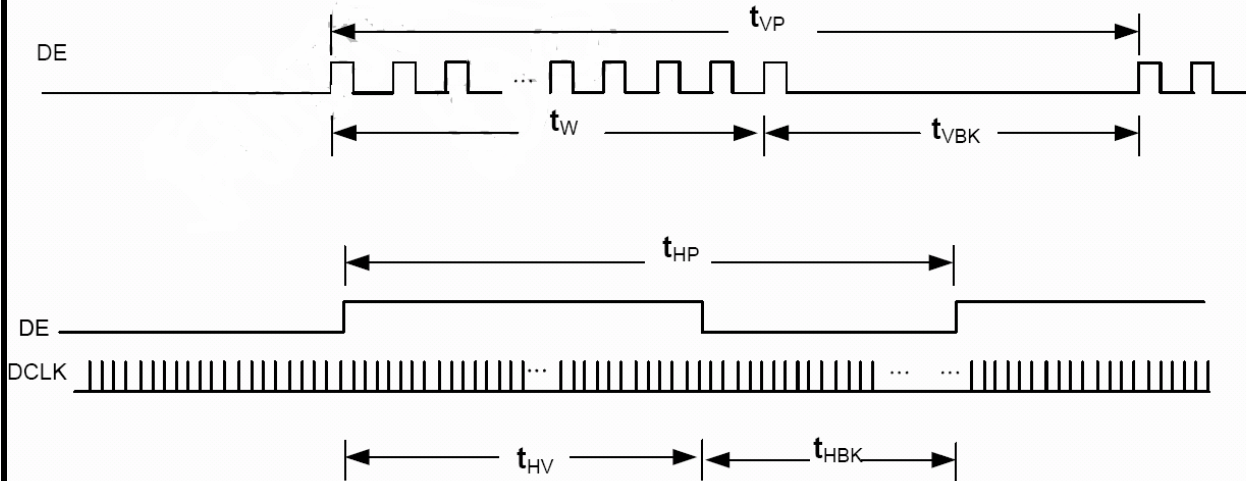 tVP
DE
...
tW
tVBK
tHP
DE
DCLK
... ... ...
tHV
tHBK